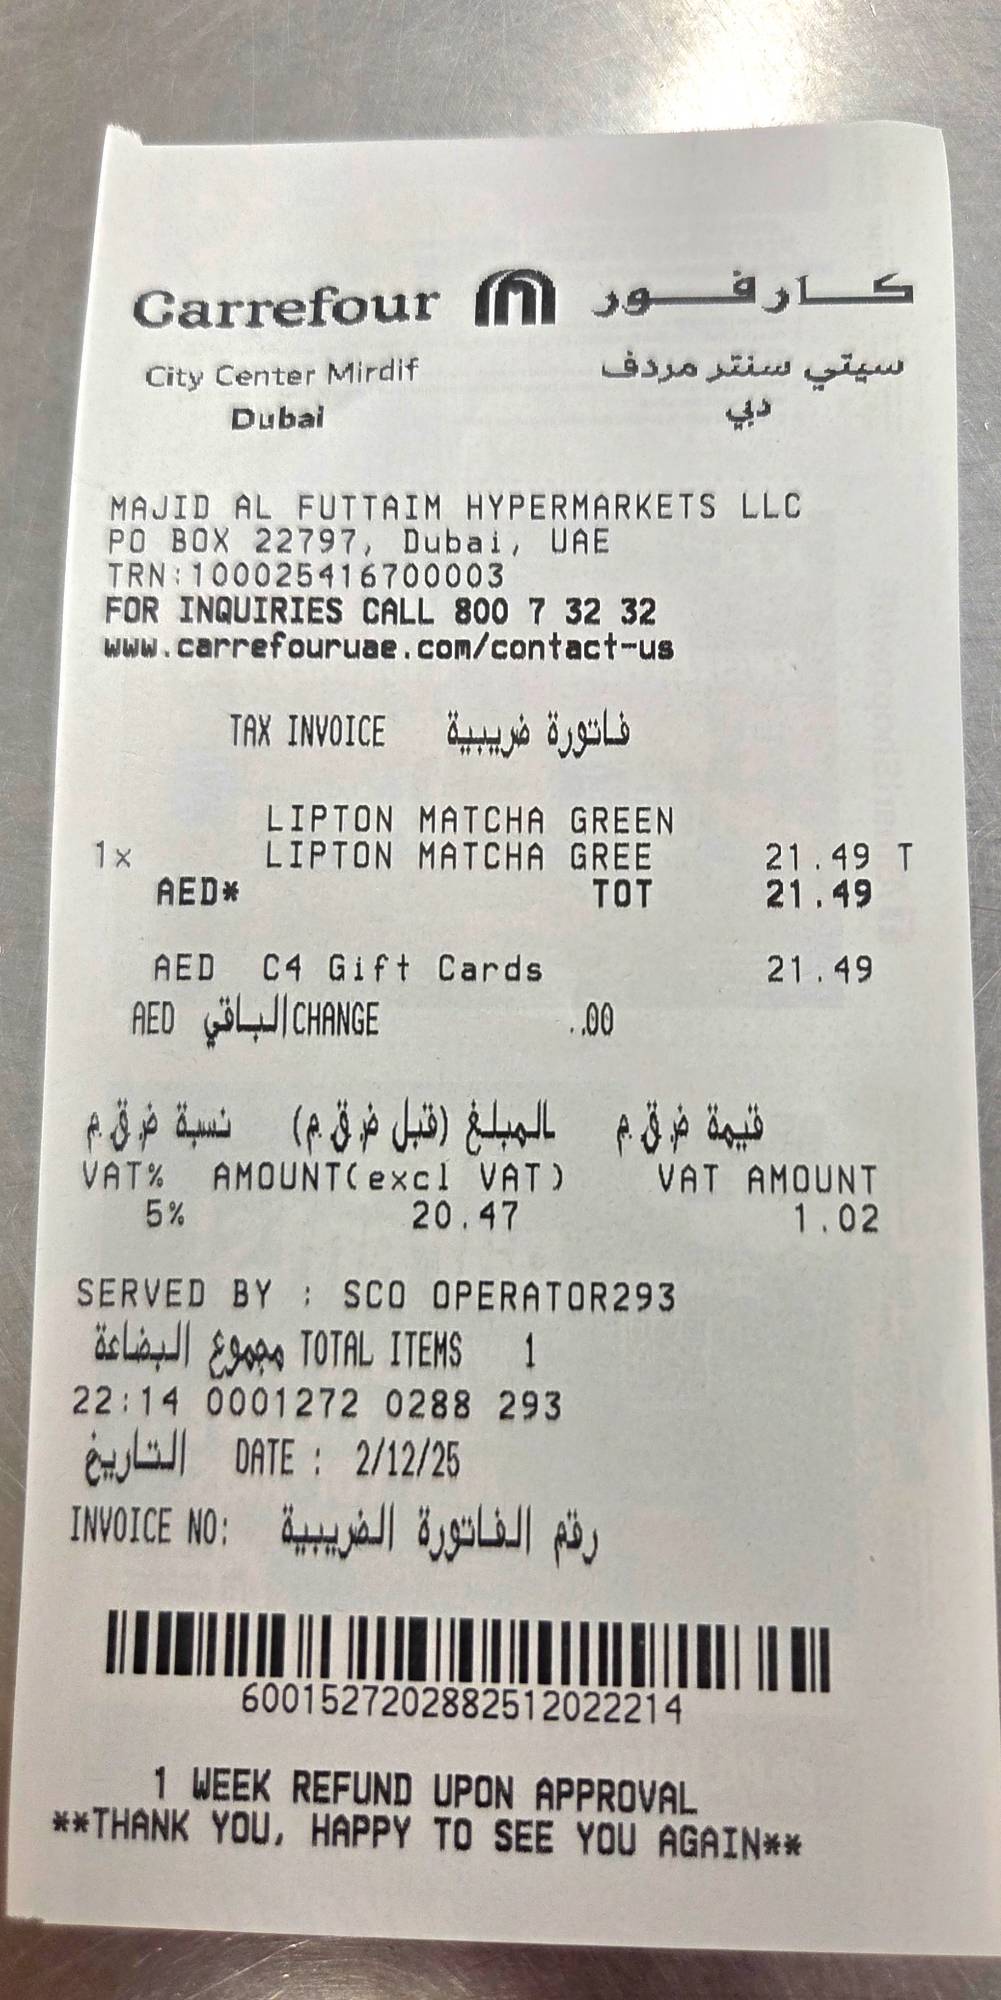 Carrefour كارفور
City Center Mirdif سيتي سنتر مردف
Dubai دبي
MAJID AL FUTTAIM HYPERMARKETS LLC
PO BOX 22797, Dubai, UAE
TRN:100025416700003
FOR INQUIRIES CALL 800 7 32 32
www.carrefouruae.com/contact-us
TAX INVOICE فاتورة ضريبية
LIPTON MATCHA GREEN
1x LIPTON MATCHA GREE 21.49 T
AED* TOT 21.49
AED C4 Gift Cards 21.49
AED الباقي CHANGE ..00
نسبة ض.ق.م المبلغ (قبل ض.ق.م) قيمة ض.ق.م
VAT% AMOUNT(excl VAT) VAT AMOUNT
5% 20.47 1.02
SERVED BY : SCO OPERATOR293
مجموع البضاعة TOTAL ITEMS 1
22:14 0001272 0288 293
التاريخ DATE : 2/12/25
INVOICE NO: رقم الفاتورة الضريبية
6001527202882512022214
1 WEEK REFUND UPON APPROVAL
**THANK YOU, HAPPY TO SEE YOU AGAIN**